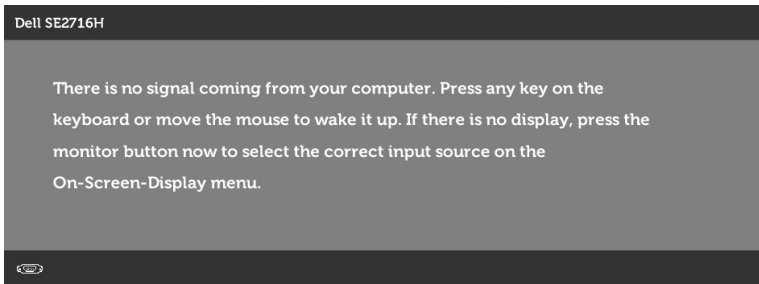 Dell SE2716H
There is no signal coming from your computer. Press any key on the
keyboard or move the mouse to wake it up. If there is no display, press the
monitor button now to select the correct input source on the
On-Screen-Display menu.